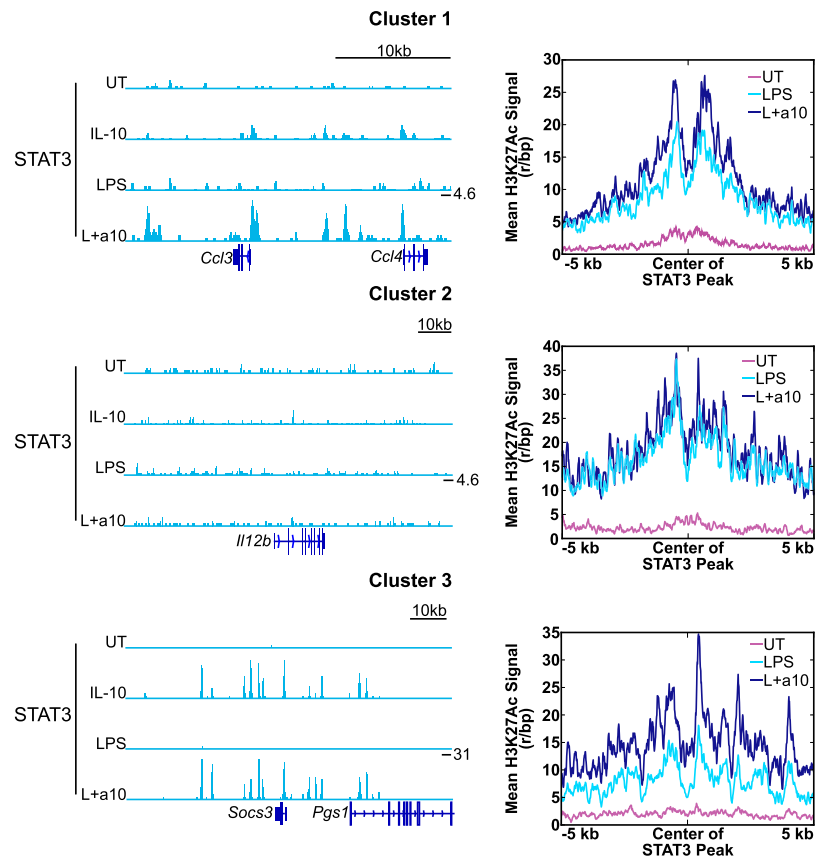 Cluster 1
10kb
STAT3
UT
IL-10
LPS
4.6
L+a10
Ccl3
Ccl4
Mean H3K27Ac Signal
(r/bp)
30
25
20
15
10
5
0
UT
LPS
L+a10
-5 kb
Center of
STAT3 Peak
5 kb
Cluster 2
10kb
STAT3
UT
IL-10
LPS
4.6
L+a10
Il12b
Mean H3K27Ac Signal
(r/bp)
40
35
30
25
20
15
10
5
0
UT
LPS
L+a10
-5 kb
Center of
STAT3 Peak
5 kb
Cluster 3
10kb
STAT3
UT
IL-10
LPS
31
L+a10
Socs3
Pgs1
Mean H3K27Ac Signal
(r/bp)
35
30
25
20
15
10
5
0
UT
LPS
L+a10
-5 kb
Center of
STAT3 Peak
5 kb